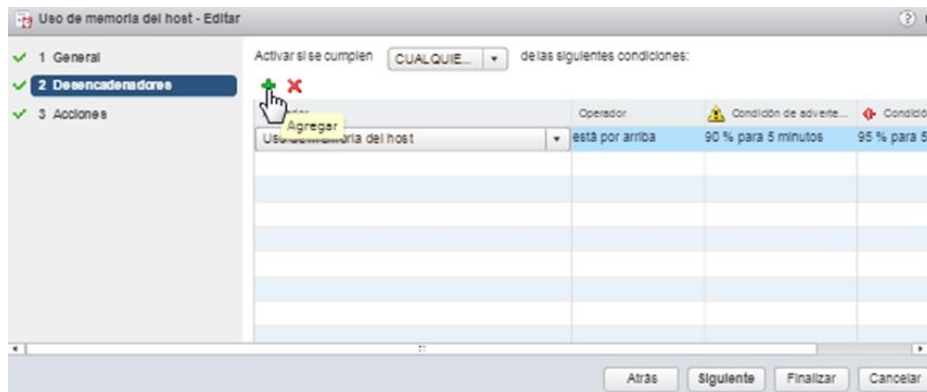 Uso de memoria del host - Editar
1 General
2 Desencadenadores
3 Acciones
Activar si se cumplen CUALQUIE... de las siguientes condiciones:
Agregar
Operador Condición de adverte... Condició
Uso de memoria del host está por arriba 90 % para 5 minutos 95 % para 5
Atrás Siguiente Finalizar Cancelar